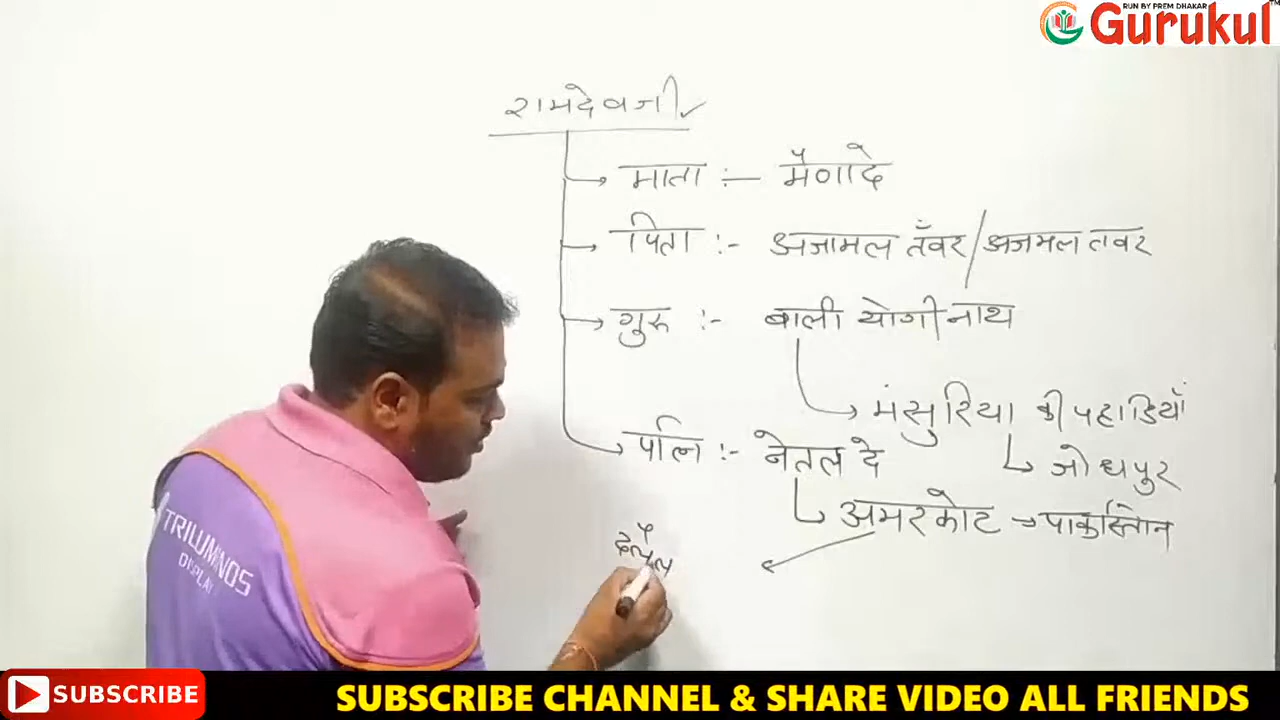 RUN BY PREM DHAKAR
Gurukul
TM
रामदेवजी
माता :- मैणादे
पिता :- अजामल तँवर / अजमल तवर
गुरु :- बाली योगीनाथ
मंसुरिया की पहाडियाँ
जोधपुर
पत्नि :- नेतल दे
अमरकोट → पाकिस्तान
TRILUMINOS
DISPLAY
SUBSCRIBE
SUBSCRIBE CHANNEL & SHARE VIDEO ALL FRIENDS